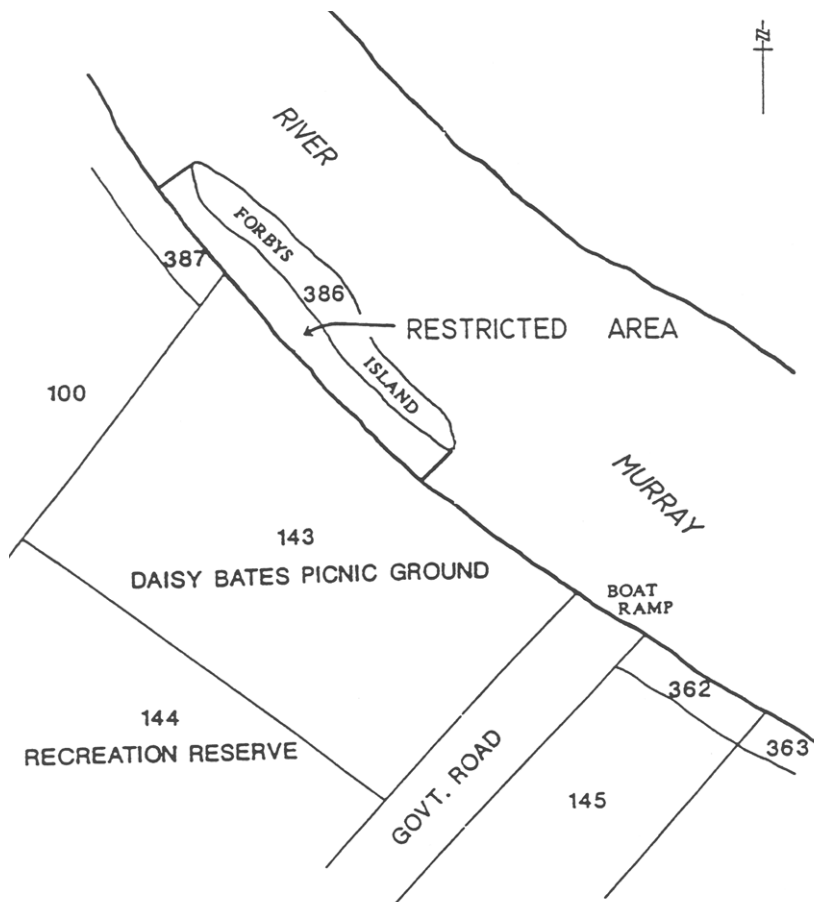 N
RIVER
FORBYS
387
386
RESTRICTED AREA
ISLAND
100
MURRAY
143
DAISY BATES PICNIC GROUND
BOAT
RAMP
362
144
RECREATION RESERVE
363
GOVT. ROAD
145